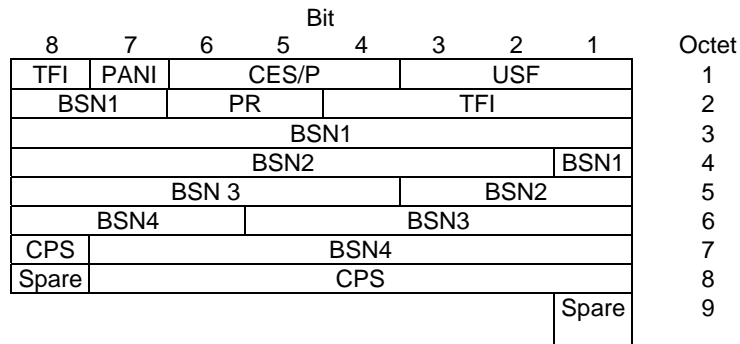 Bit
8 7 6 5 4 3 2 1 Octet
TFI PANI CES/P USF 1
BSN1 PR TFI 2
BSN1 3
BSN2 BSN1 4
BSN 3 BSN2 5
BSN4 BSN3 6
CPS BSN4 7
Spare CPS 8
Spare 9